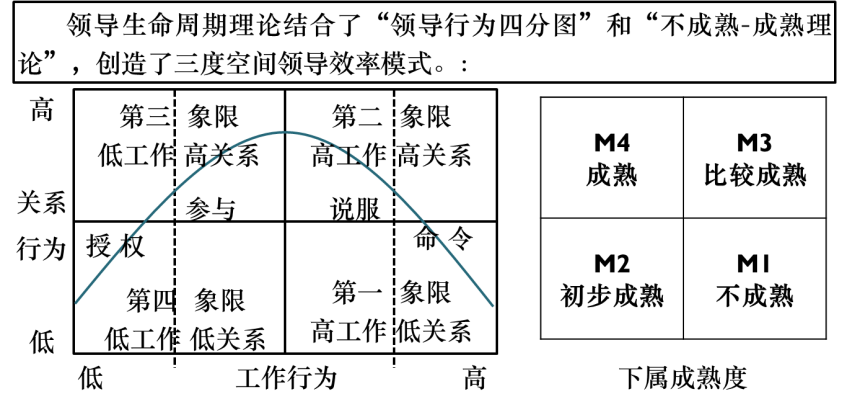 领导生命周期理论结合了“领导行为四分图”和“不成熟-成熟理
论”，创造了三度空间领导效率模式。:
高
关系
行为
低
第三 象限
低工作 高关系
参与
第二 象限
高工作 高关系
说服
授权
第四 象限
低工作 低关系
命令
第一 象限
高工作 低关系
低
工作行为
高
M4
成熟
M3
比较成熟
M2
初步成熟
M1
不成熟
下属成熟度